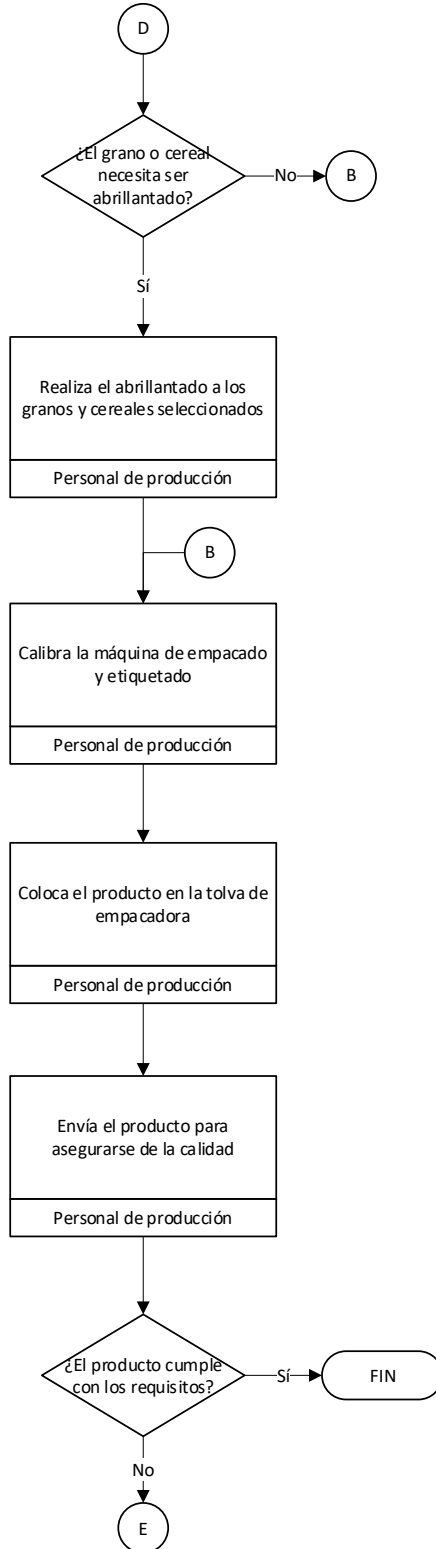 D
¿El grano o cereal
necesita ser
abrillantado?
No
B
Sí
Realiza el abrillantado a los
granos y cereales seleccionados
Personal de producción
B
Calibra la máquina de empacado
y etiquetado
Personal de producción
Coloca el producto en la tolva de
empacadora
Personal de producción
Envía el producto para
asegurarse de la calidad
Personal de producción
¿El producto cumple
con los requisitos?
Sí
FIN
No
E